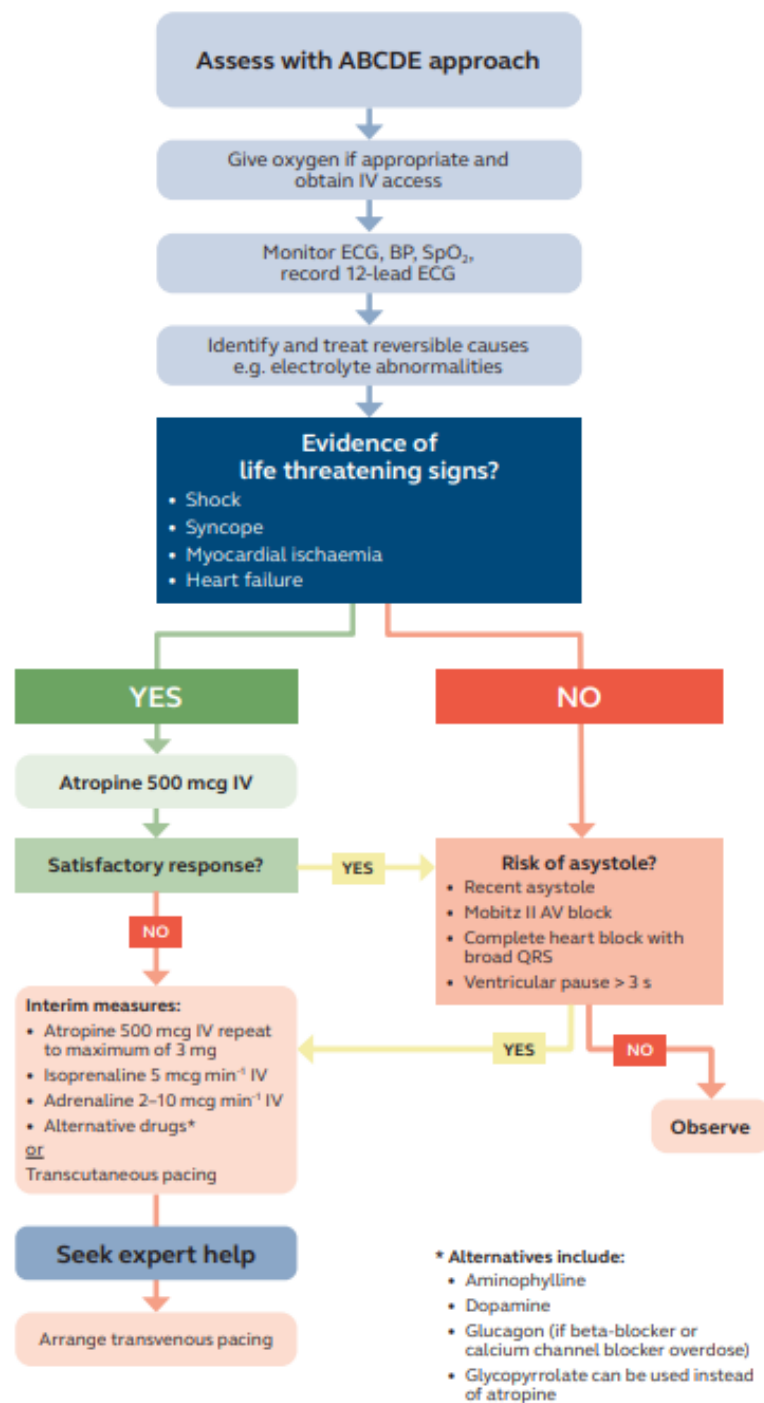 Assess with ABCDE approach
Give oxygen if appropriate and
obtain IV access
Monitor ECG, BP, SpO₂,
record 12-lead ECG
Identify and treat reversible causes
e.g. electrolyte abnormalities
Evidence of
life threatening signs?
• Shock
• Syncope
• Myocardial ischaemia
• Heart failure
YES
NO
Atropine 500 mcg IV
Satisfactory response?
YES
Risk of asystole?
• Recent asystole
• Mobitz II AV block
• Complete heart block with
broad QRS
• Ventricular pause > 3 s
NO
Interim measures:
• Atropine 500 mcg IV repeat
to maximum of 3 mg
• Isoprenaline 5 mcg min⁻¹ IV
• Adrenaline 2–10 mcg min⁻¹ IV
• Alternative drugs*
or
Transcutaneous pacing
YES
NO
Observe
Seek expert help
Arrange transvenous pacing
* Alternatives include:
• Aminophylline
• Dopamine
• Glucagon (if beta-blocker or
calcium channel blocker overdose)
• Glycopyrrolate can be used instead
of atropine